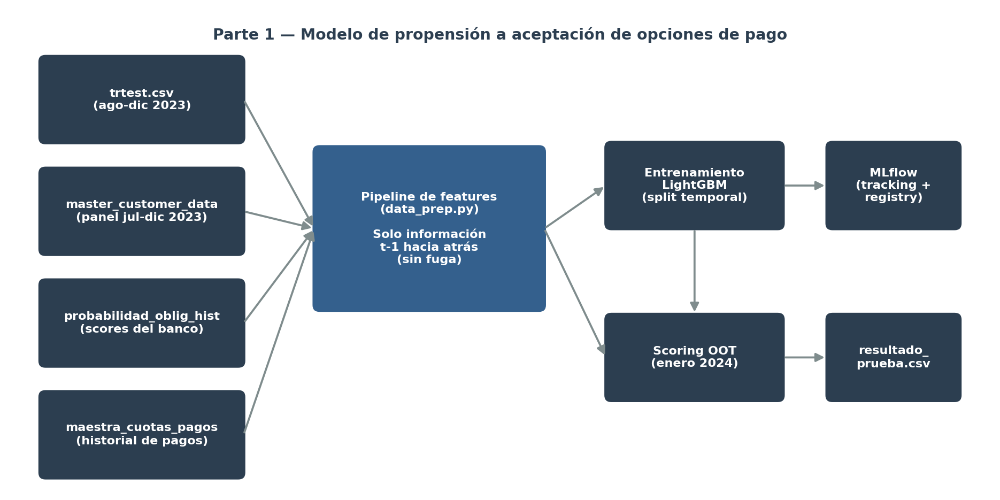 Parte 1 — Modelo de propensión a aceptación de opciones de pago
trtest.csv
(ago-dic 2023)
master_customer_data
(panel jul-dic 2023)
probabilidad_oblig_hist
(scores del banco)
maestra_cuotas_pagos
(historial de pagos)
Pipeline de features
(data_prep.py)
Solo información
t-1 hacia atrás
(sin fuga)
Entrenamiento
LightGBM
(split temporal)
MLflow
(tracking +
registry)
Scoring OOT
(enero 2024)
resultado_
prueba.csv